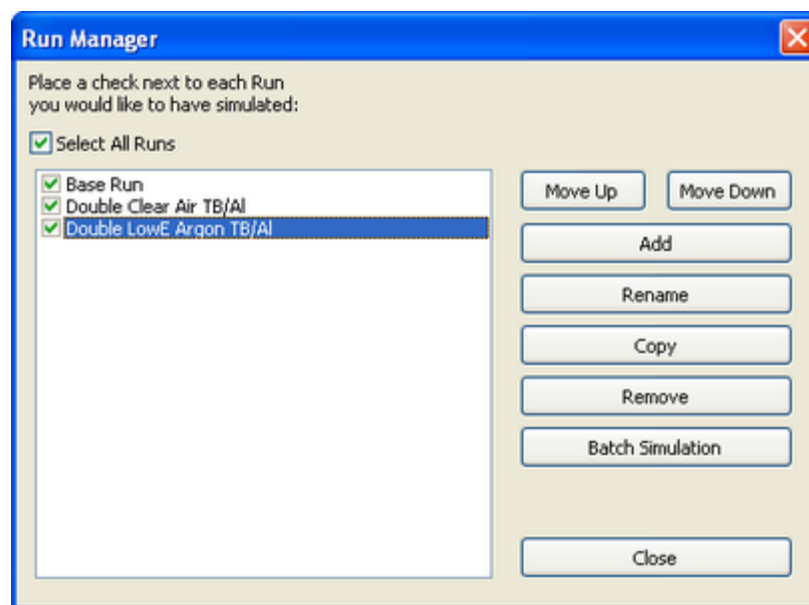 Run Manager
Place a check next to each Run
you would like to have simulated:
Select All Runs
Base Run
Double Clear Air TB/Al
Double LowE Argon TB/Al
Move Up
Move Down
Add
Rename
Copy
Remove
Batch Simulation
Close